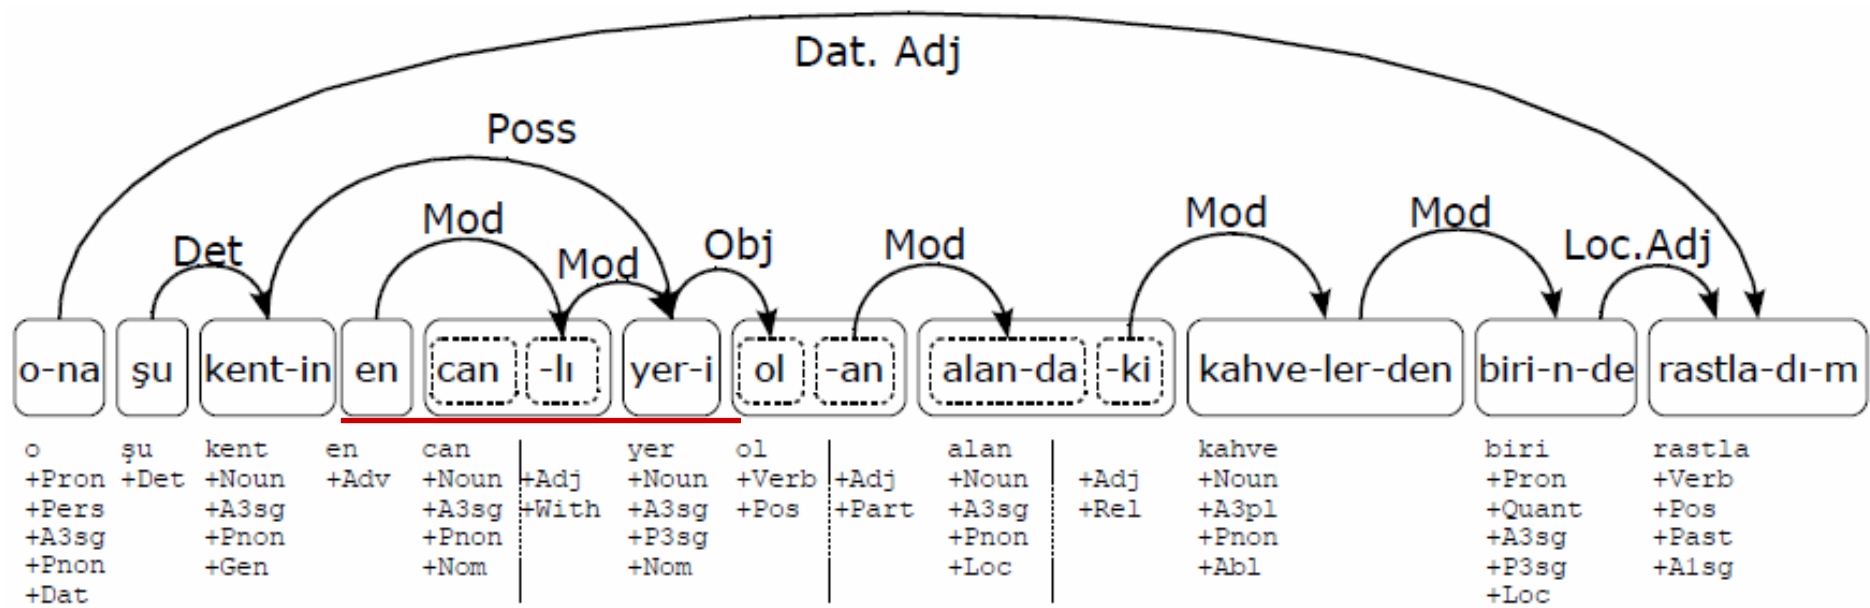 Dat. Adj
Poss
Mod Mod Mod
Det Mod Obj Mod Loc.Adj
o-na şu kent-in en can -lı yer-i ol -an alan-da -ki kahve-ler-den biri-n-de rastla-dı-m
o şu kent en can yer ol alan kahve biri rastla
+Pron +Det +Noun +Adv +Noun +Adj +Noun +Verb +Adj +Noun +Adj +Noun +Pron +Verb
+Pers +A3sg +A3sg +With +A3sg +Pos +Part +A3sg +Rel +A3pl +Quant +Pos
+A3sg +Pnon +Pnon +P3sg +Pnon +Pnon +A3sg +Past
+Pnon +Gen +Nom +Nom +Loc +Abl +P3sg +A1sg
+Dat +Loc